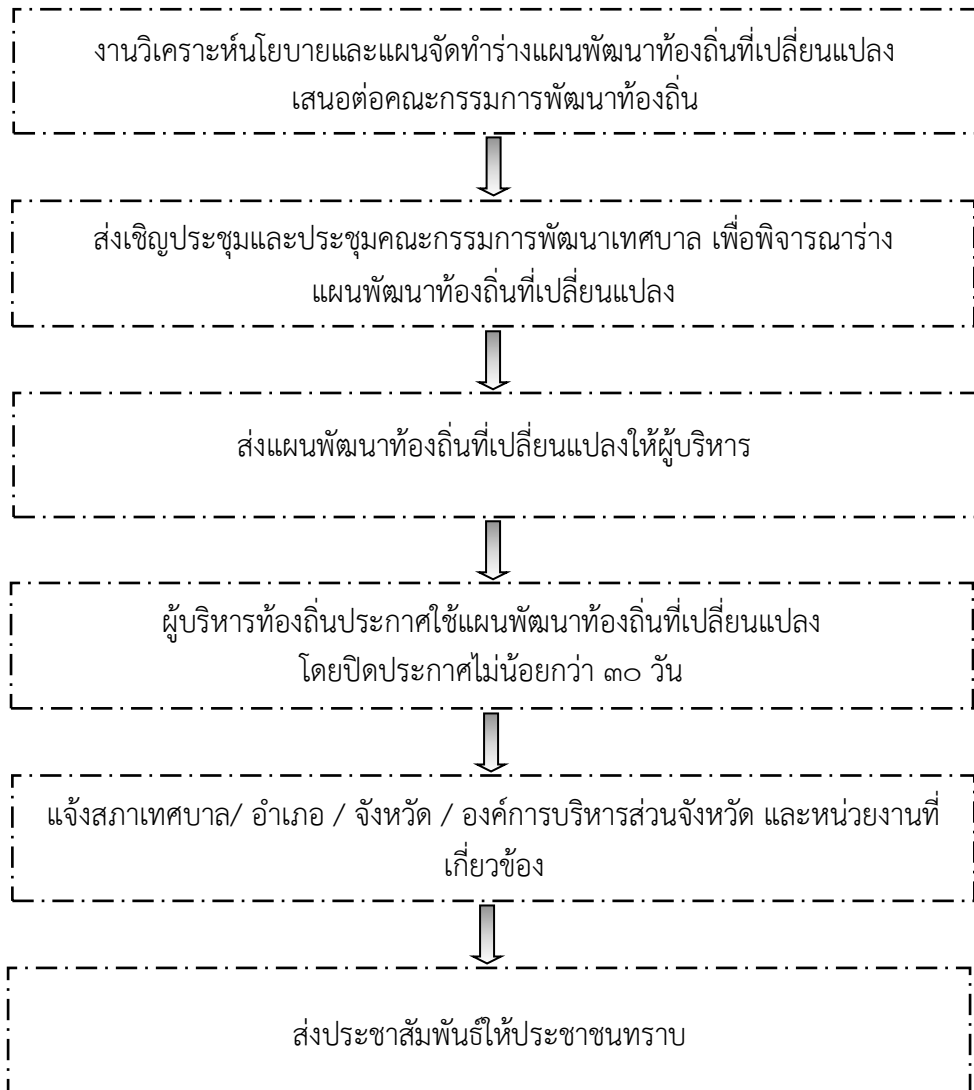 งานวิเคราะห์นโยบายและแผนจัดทำร่างแผนพัฒนาท้องถิ่นที่เปลี่ยนแปลง
เสนอต่อคณะกรรมการพัฒนาท้องถิ่น
ส่งเชิญประชุมและประชุมคณะกรรมการพัฒนาเทศบาล เพื่อพิจารณาร่าง
แผนพัฒนาท้องถิ่นที่เปลี่ยนแปลง
ส่งแผนพัฒนาท้องถิ่นที่เปลี่ยนแปลงให้ผู้บริหาร
ผู้บริหารท้องถิ่นประกาศใช้แผนพัฒนาท้องถิ่นที่เปลี่ยนแปลง
โดยปิดประกาศไม่น้อยกว่า ๓๐ วัน
แจ้งสภาเทศบาล/ อำเภอ / จังหวัด / องค์การบริหารส่วนจังหวัด และหน่วยงานที่
เกี่ยวข้อง
ส่งประชาสัมพันธ์ให้ประชาชนทราบ